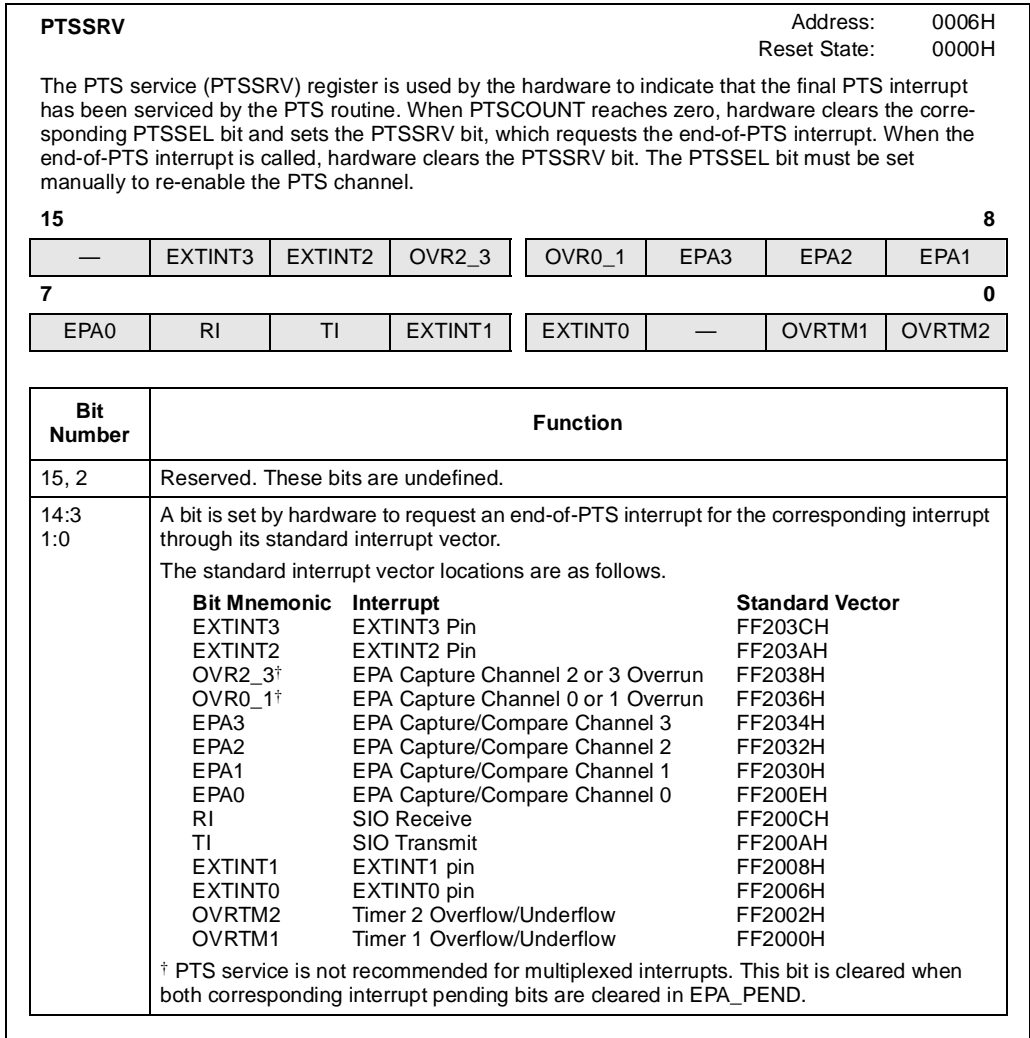 PTSSRV Address: 0006H
Reset State: 0000H
The PTS service (PTSSRV) register is used by the hardware to indicate that the final PTS interrupt
has been serviced by the PTS routine. When PTSCOUNT reaches zero, hardware clears the corre-
sponding PTSSEL bit and sets the PTSSRV bit, which requests the end-of-PTS interrupt. When the
end-of-PTS interrupt is called, hardware clears the PTSSRV bit. The PTSSEL bit must be set
manually to re-enable the PTS channel.
15 8
— EXTINT3 EXTINT2 OVR2_3 OVR0_1 EPA3 EPA2 EPA1
7 0
EPA0 RI TI EXTINT1 EXTINT0 — OVRTM1 OVRTM2
Bit Number Function
15, 2 Reserved. These bits are undefined.
14:3 A bit is set by hardware to request an end-of-PTS interrupt for the corresponding interrupt
1:0 through its standard interrupt vector.
The standard interrupt vector locations are as follows.
Bit Mnemonic Interrupt Standard Vector
EXTINT3 EXTINT3 Pin FF203CH
EXTINT2 EXTINT2 Pin FF203AH
OVR2_3† EPA Capture Channel 2 or 3 Overrun FF2038H
OVR0_1† EPA Capture Channel 0 or 1 Overrun FF2036H
EPA3 EPA Capture/Compare Channel 3 FF2034H
EPA2 EPA Capture/Compare Channel 2 FF2032H
EPA1 EPA Capture/Compare Channel 1 FF2030H
EPA0 EPA Capture/Compare Channel 0 FF200EH
RI SIO Receive FF200CH
TI SIO Transmit FF200AH
EXTINT1 EXTINT1 pin FF2008H
EXTINT0 EXTINT0 pin FF2006H
OVRTM2 Timer 2 Overflow/Underflow FF2002H
OVRTM1 Timer 1 Overflow/Underflow FF2000H
† PTS service is not recommended for multiplexed interrupts. This bit is cleared when
both corresponding interrupt pending bits are cleared in EPA_PEND.